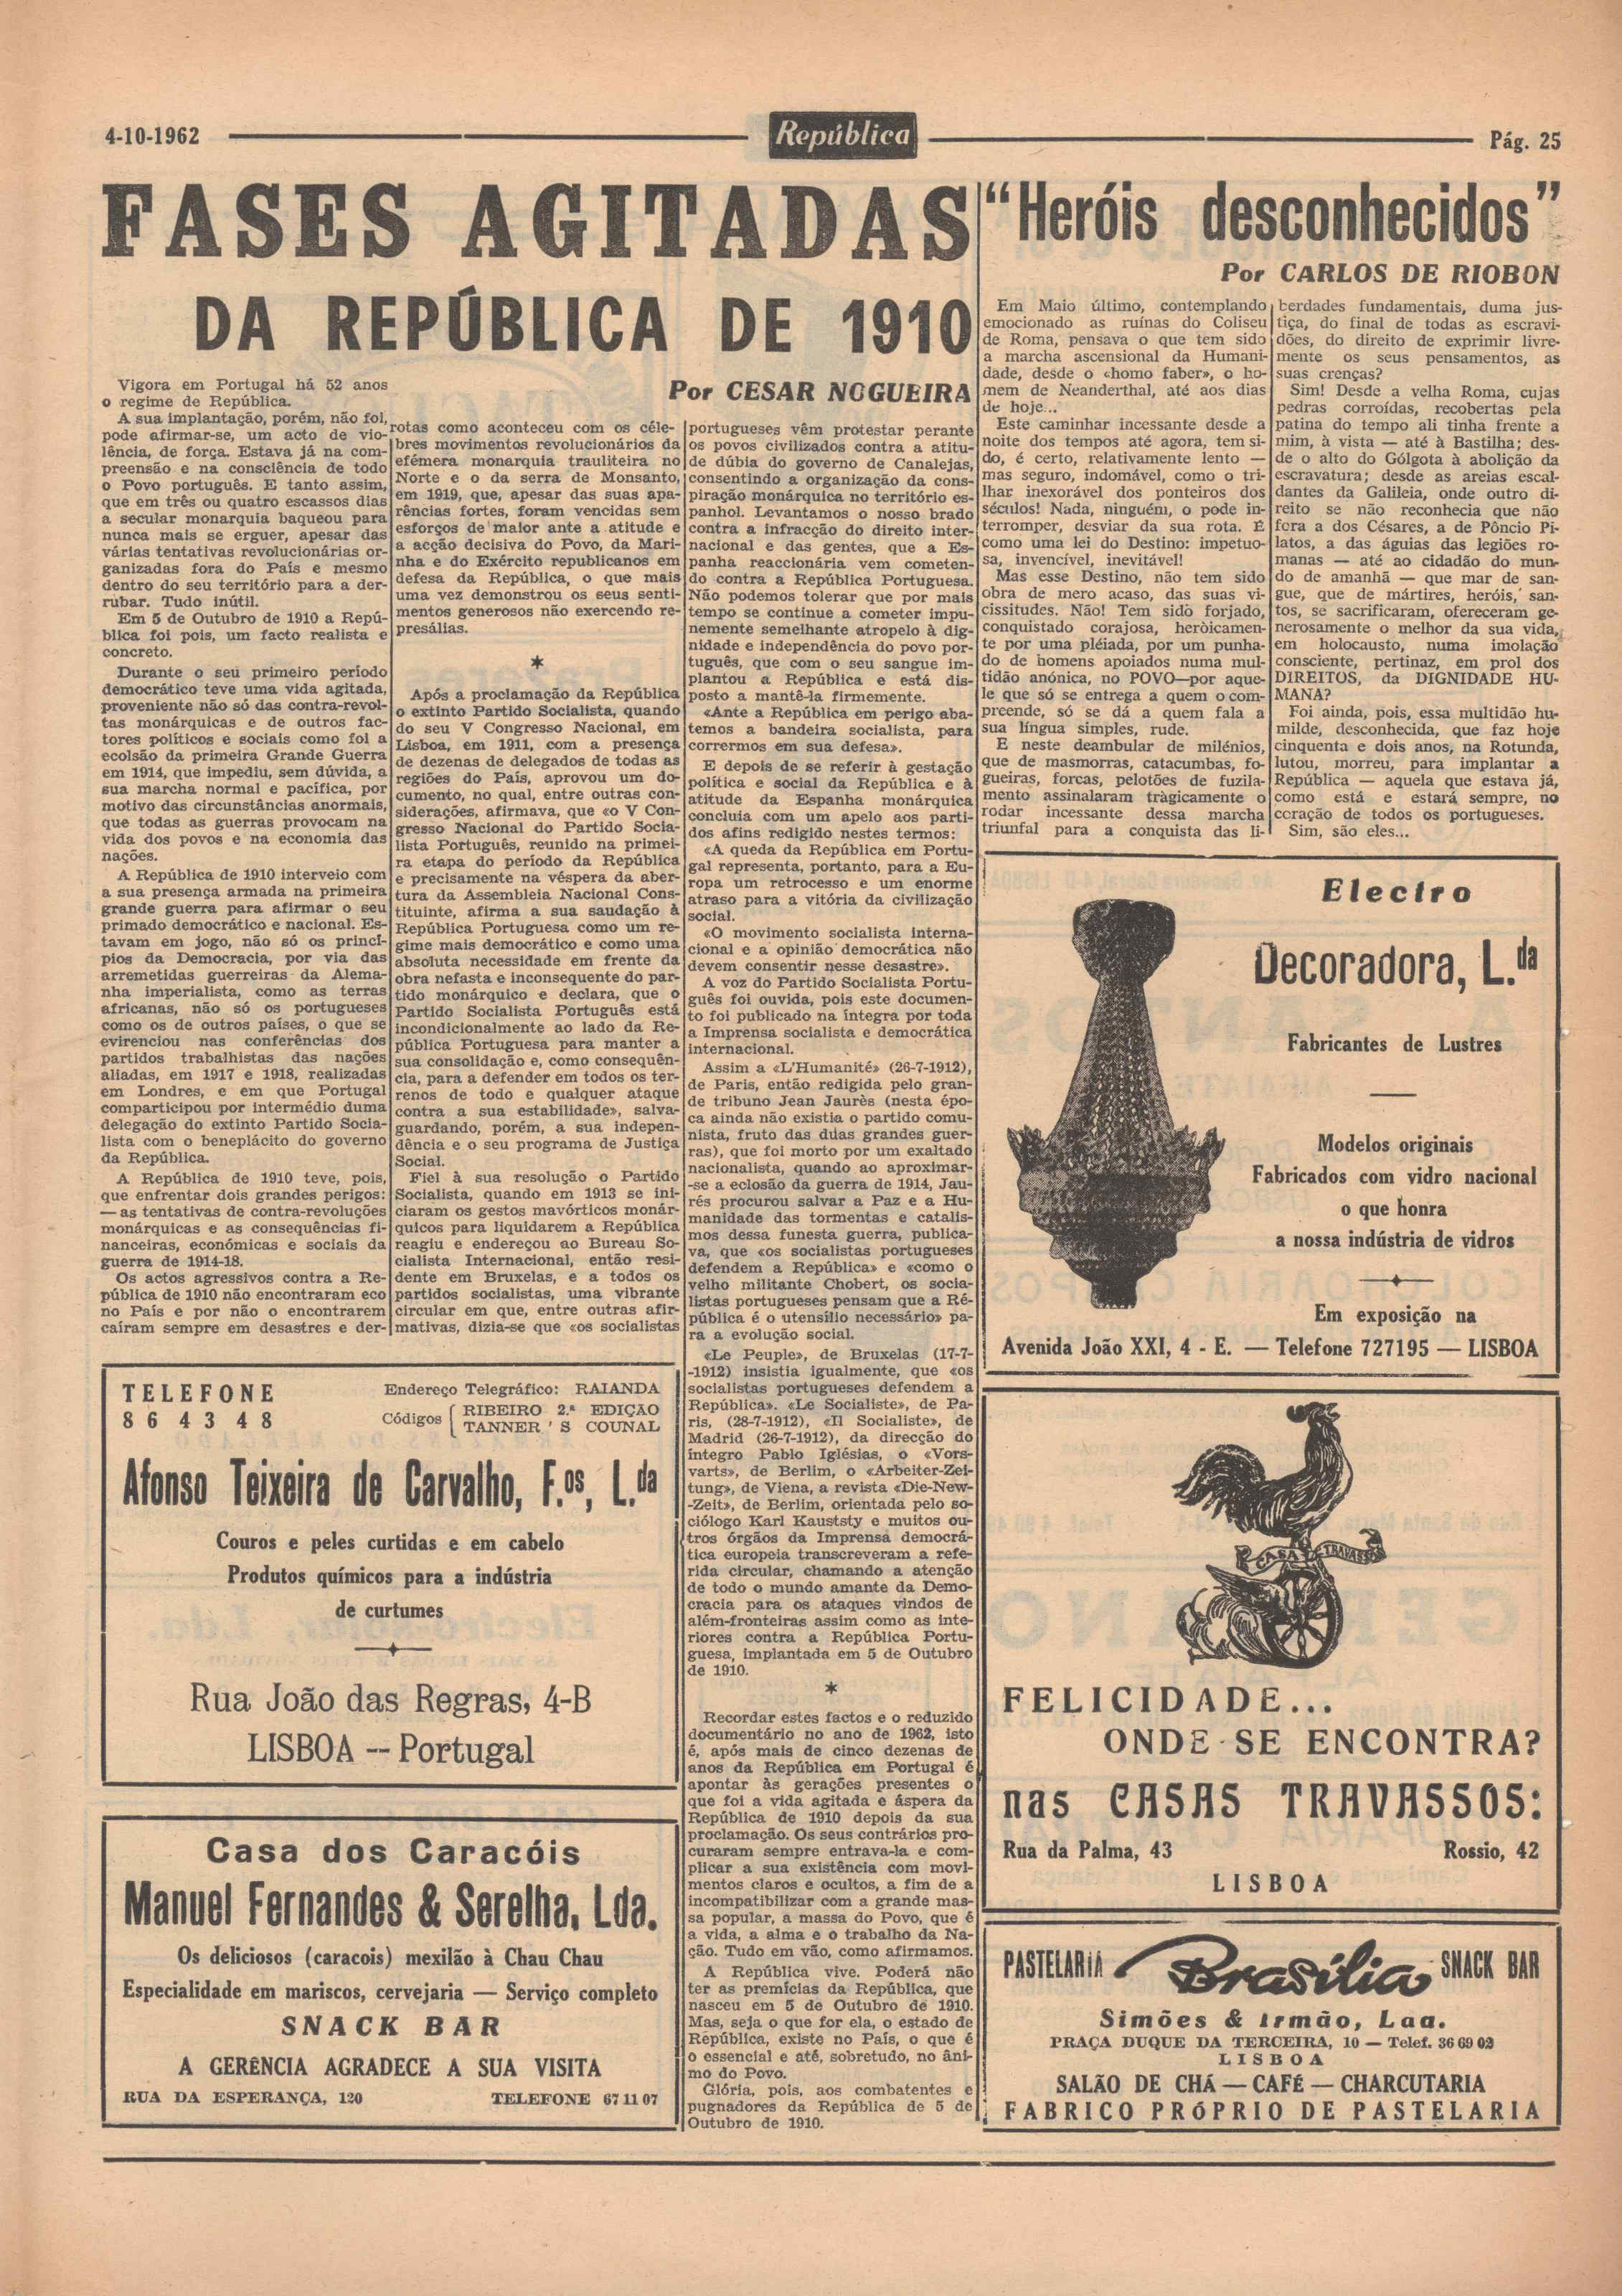 4-10-1962
República
Pág. 25
FASES AGITADAS
DA REPÚBLICA DE 1910
Por CESAR NOGUEIRA
Vigora em Portugal há 52 anos
o regime de República.
A sua implantação, porém, não foi,
pode afirmar-se, um acto de vio-
lência, de força. Estava já na com-
preensão e na consciência de todo
o Povo português. E tanto assim,
que em três ou quatro escassos dias
a secular monarquia baqueou para
nunca mais se erguer, apesar das
várias tentativas revolucionárias or-
ganizadas fora do País e mesmo
dentro do seu território para a der-
rubar. Tudo inútil.
Em 5 de Outubro de 1910 a Repú-
blica foi pois, um facto realista e
concreto.
Durante o seu primeiro período
democrático teve uma vida agitada,
proveniente não só das contra-revol-
tas monárquicas e de outros fac-
tores políticos e sociais como foi a
ecolsão da primeira Grande Guerra
em 1914, que impediu, sem dúvida, a
sua marcha normal e pacífica, por
motivo das circunstâncias anormais,
que todas as guerras provocam na
vida dos povos e na economia das
nações.
A República de 1910 interveio com
a sua presença armada na primeira
grande guerra para afirmar o seu
primado democrático e nacional. Es-
tavam em jogo, não só os princí-
pios da Democracia, por via das
arremetidas guerreiras da Alema-
nha imperialista, como as terras
africanas, não só os portugueses
como os de outros países, o que se
evirenciou nas conferências dos
partidos trabalhistas das nações
aliadas, em 1917 e 1918, realizadas
em Londres, e em que Portugal
comparticipou por intermédio duma
delegação do extinto Partido Socia-
lista com o beneplácito do governo
da República.
A República de 1910 teve, pois,
que enfrentar dois grandes perigos:
— as tentativas de contra-revoluções
monárquicas e as consequências fi-
nanceiras, económicas e sociais da
guerra de 1914-18.
Os actos agressivos contra a Re-
pública de 1910 não encontraram eco
no País e por não o encontrarem
caíram sempre em desastres e der-
rotas como aconteceu com os céle-
bres movimentos revolucionários da
efémera monarquia trauliteira no
Norte e o da serra de Monsanto,
em 1919, que, apesar das suas apa-
rências fortes, foram vencidas sem
esforços de maior ante a atitude e
a acção decisiva do Povo, da Mari-
nha e do Exército republicanos em
defesa da República, o que mais
uma vez demonstrou os seus senti-
mentos generosos não exercendo re-
presálias.
*
Após a proclamação da República
o extinto Partido Socialista, quando
do seu V Congresso Nacional, em
Lisboa, em 1911, com a presença
de dezenas de delegados de todas as
regiões do País, aprovou um do-
cumento, no qual, entre outras con-
siderações, afirmava, que «o V Con-
gresso Nacional do Partido Socia-
lista Português, reunido na primei-
ra etapa do período da República
e precisamente na véspera da aber-
tura da Assembleia Nacional Cons-
tituinte, afirma a sua saudação à
República Portuguesa como um re-
gime mais democrático e como uma
absoluta necessidade em frente da
obra nefasta e inconsequente do par-
tido monárquico e declara, que o
Partido Socialista Português está
incondicionalmente ao lado da Re-
pública Portuguesa para manter a
sua consolidação e, como consequên-
cia, para a defender em todos os ter-
renos de todo e qualquer ataque
contra a sua estabilidade», salva-
guardando, porém, a sua indepen-
dência e o seu programa de Justiça
Social.
Fiel à sua resolução o Partido
Socialista, quando em 1913 se ini-
ciaram os gestos mavórticos monár-
quicos para liquidarem a República
reagiu e endereçou ao Bureau So-
cialista Internacional, então resi-
dente em Bruxelas, e a todos os
partidos socialistas, uma vibrante
circular em que, entre outras afir-
mativas, dizia-se que «os socialistas
portugueses vêm protestar perante
os povos civilizados contra a atitu-
de dúbia do governo de Canalejas,
consentindo a organização da cons-
piração monárquica no território es-
panhol. Levantamos o nosso brado
contra a infracção do direito inter-
nacional e das gentes, que a Es-
panha reaccionária vem cometen-
do contra a República Portuguesa.
Não podemos tolerar que por mais
tempo se continue a cometer impu-
nemente semelhante atropelo à dig-
nidade e independência do povo por-
tuguês, que com o seu sangue im-
plantou a República e está dis-
posto a mantê-la firmemente.
«Ante a República em perigo aba-
temos a bandeira socialista, para
corrermos em sua defesa».
E depois de se referir à gestação
política e social da República e à
atitude da Espanha monárquica
concluia com um apelo aos parti-
dos afins redigido nestes termos:
«A queda da República em Portu-
gal representa, portanto, para a Eu-
ropa um retrocesso e um enorme
atraso para a vitória da civilização
social.
«O movimento socialista interna-
cional e a opinião democrática não
devem consentir nesse desastre».
A voz do Partido Socialista Portu-
guês foi ouvida, pois este documen-
to foi publicado na íntegra por toda
a Imprensa socialista e democrática
internacional.
Assim a «L'Humanité» (26-7-1912),
de Paris, então redigida pelo gran-
de tribuno Jean Jaurès (nesta épo-
ca ainda não existia o partido comu-
nista, fruto das duas grandes guer-
ras), que foi morto por um exaltado
nacionalista, quando ao aproximar-
-se a eclosão da guerra de 1914, Jau-
rés procurou salvar a Paz e a Hu-
manidade das tormentas e catalis-
mos dessa funesta guerra, publica-
va, que «os socialistas portugueses
defendem a República» e «como o
velho militante Chobert, os socia-
listas portugueses pensam que a Ré-
pública é o utensílio necessário» pa-
ra a evolução social.
«Le Peuple», de Bruxelas (17-7-
-1912) insistia igualmente, que «os
socialistas portugueses defendem a
República». «Le Socialiste», de Pa-
ris, (28-7-1912), «Il Socialiste», de
Madrid (26-7-1912), da direcção do
íntegro Pablo Iglésias, o «Vors-
varts», de Berlim, o «Arbeiter-Zei-
tung», de Viena, a revista «Die-New-
-Zeit», de Berlim, orientada pelo so-
ciólogo Karl Kauststy e muitos ou-
tros órgãos da Imprensa democrá-
tica europeia transcreveram a refe-
rida circular, chamando a atenção
de todo o mundo amante da Demo-
cracia para os ataques vindos de
além-fronteiras assim como as inte-
riores contra a República Portu-
guesa, implantada em 5 de Outubro
de 1910.
*
Recordar estes factos e o reduzido
documentário no ano de 1962, isto
é, após mais de cinco dezenas de
anos da República em Portugal é
apontar às gerações presentes o
que foi a vida agitada e áspera da
República de 1910 depois da sua
proclamação. Os seus contrários pro-
curaram sempre entrava-la e com-
plicar a sua existência com movi-
mentos claros e ocultos, a fim de a
incompatibilizar com a grande mas-
sa popular, a massa do Povo, que é
a vida, a alma e o trabalho da Na-
ção. Tudo em vão, como afirmamos.
A República vive. Poderá não
ter as premícias da República, que
nasceu em 5 de Outubro de 1910.
Mas, seja o que for ela, o estado de
República, existe no País, o que é
o essencial e até, sobretudo, no âni-
mo do Povo.
Glória, pois, aos combatentes e
pugnadores da República de 5 de
Outubro de 1910.
"Heróis desconhecidos"
Por CARLOS DE RIOBON
Em Maio último, contemplando
emocionado as ruínas do Coliseu
de Roma, pensava o que tem sido
a marcha ascensional da Humani-
dade, desde o «homo faber», o ho-
mem de Neanderthal, até aos dias
de hoje...
Este caminhar incessante desde a
noite dos tempos até agora, tem si-
do, é certo, relativamente lento —
mas seguro, indomável, como o tri-
lhar inexorável dos ponteiros dos
séculos! Nada, ninguém, o pode in-
terromper, desviar da sua rota. É
como uma lei do Destino: impetuo-
sa, invencível, inevitável!
Mas esse Destino, não tem sido
obra de mero acaso, das suas vi-
cissitudes. Não! Tem sido forjado,
conquistado corajosa, heròicamen-
te por uma plêiada, por um punha-
do de homens apoiados numa mul-
tidão anónica, no POVO—por aque-
le que só se entrega a quem o com-
preende, só se dá a quem fala a
sua língua simples, rude.
E neste deambular de milénios,
que de masmorras, catacumbas, fo-
gueiras, forcas, pelotões de fuzila-
mento assinalaram tràgicamente o
rodar incessante dessa marcha
triunfal para a conquista das li-
berdades fundamentais, duma jus-
tiça, do final de todas as escravi-
dões, do direito de exprimir livre-
mente os seus pensamentos, as
suas crenças?
Sim! Desde a velha Roma, cujas
pedras corroídas, recobertas pela
patina do tempo ali tinha frente a
mim, à vista — até à Bastilha; des-
de o alto do Gólgota à abolição da
escravatura; desde as areias escal-
dantes da Galileia, onde outro di-
reito se não reconhecia que não
fora a dos Césares, a de Pôncio Pi-
latos, a das águias das legiões ro-
manas — até ao cidadão do mun-
do de amanhã — que mar de san-
gue, que de mártires, heróis, san-
tos, se sacrificaram, ofereceram ge-
nerosamente o melhor da sua vida,
em holocausto, numa imolação
consciente, pertinaz, em prol dos
DIREITOS, da DIGNIDADE HU-
MANA?
Foi ainda, pois, essa multidão hu-
milde, desconhecida, que faz hoje
cinquenta e dois anos, na Rotunda,
lutou, morreu, para implantar a
República — aquela que estava já,
como está e estará sempre, no
coração de todos os portugueses.
Sim, são eles...
Electro
Decoradora, L.da
Fabricantes de Lustres
Modelos originais
Fabricados com vidro nacional
o que honra
a nossa indústria de vidros
Em exposição na
Avenida João XXI, 4 - E. — Telefone 727195 — LISBOA
CASA TRAVASSOS
FELICIDADE...
ONDE SE ENCONTRA?
nas CASAS TRAVASSOS:
Rua da Palma, 43
Rossio, 42
LISBOA
PASTELARIA Brasília SNACK BAR
Simões & Irmão, Lda.
PRAÇA DUQUE DA TERCEIRA, 10 — Telef. 36 69 02
LISBOA
SALÃO DE CHÁ — CAFÉ — CHARCUTARIA
FABRICO PRÓPRIO DE PASTELARIA
TELEFONE
864348
Endereço Telegráfico: RAIANDA
Códigos { RIBEIRO 2.ª EDIÇÃO
TANNER ' S COUNAL
Afonso Teixeira de Carvalho, F.os, L.da
Couros e peles curtidas e em cabelo
Produtos químicos para a indústria
de curtumes
Rua João das Regras, 4-B
LISBOA -- Portugal
Casa dos Caracóis
Manuel Fernandes & Serelha, Lda.
Os deliciosos (caracois) mexilão à Chau Chau
Especialidade em mariscos, cervejaria — Serviço completo
SNACK BAR
A GERÊNCIA AGRADECE A SUA VISITA
RUA DA ESPERANÇA, 120
TELEFONE 67 11 07